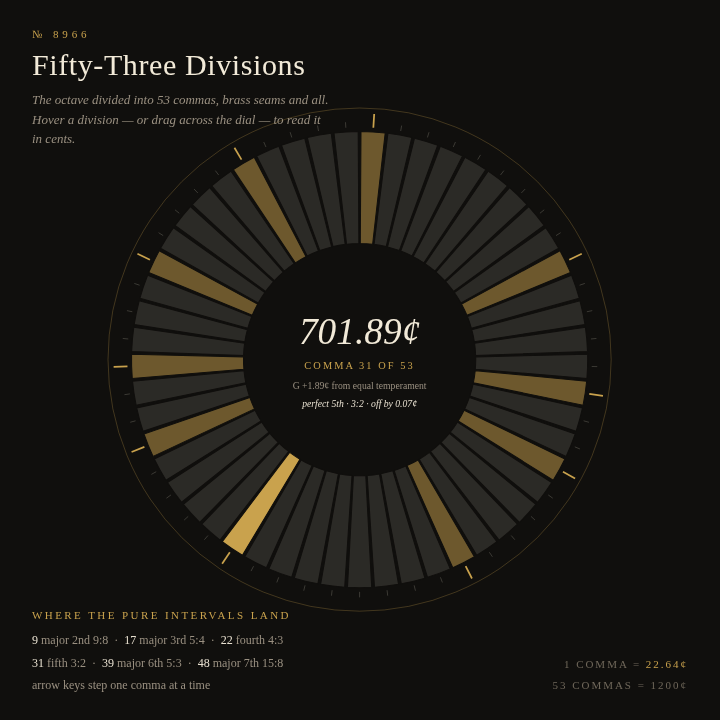 № 8966
Fifty-Three Divisions
The octave divided into 53 commas, brass seams and all.
Hover a division — or drag across the dial — to read it
in cents.
701.89¢
COMMA 31 OF 53
G +1.89¢ from equal temperament
perfect 5th · 3:2 · off by 0.07¢
WHERE THE PURE INTERVALS LAND
9 major 2nd 9:8 · 17 major 3rd 5:4 · 22 fourth 4:3
31 fifth 3:2 · 39 major 6th 5:3 · 48 major 7th 15:8
arrow keys step one comma at a time
1 COMMA = 22.64¢
53 COMMAS = 1200¢